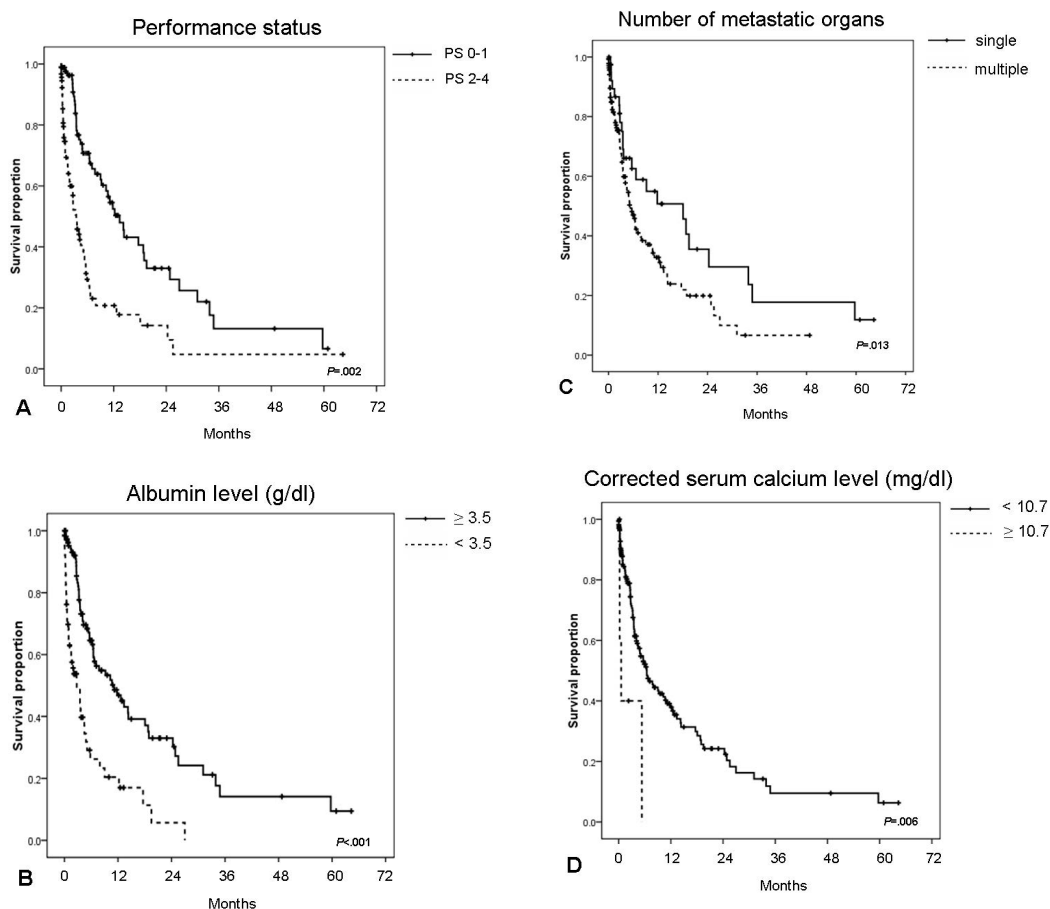 Performance status
PS 0-1
PS 2-4
Survival proportion
1.0
0.8
0.6
0.4
0.2
0.0
P=.002
0 12 24 36 48 60 72
Months
A
Number of metastatic organs
single
multiple
Survival proportion
1.0
0.8
0.6
0.4
0.2
0.0
P=.013
0 12 24 36 48 60 72
Months
C
Albumin level (g/dl)
≥ 3.5
< 3.5
Survival proportion
1.0
0.8
0.6
0.4
0.2
0.0
P<.001
0 12 26 36 48 60 72
Months
B
Corrected serum calcium level (mg/dl)
< 10.7
≥ 10.7
Survival proportion
1.0
0.8
0.6
0.4
0.2
0.0
P=.006
0 12 24 36 48 60 72
Months
D